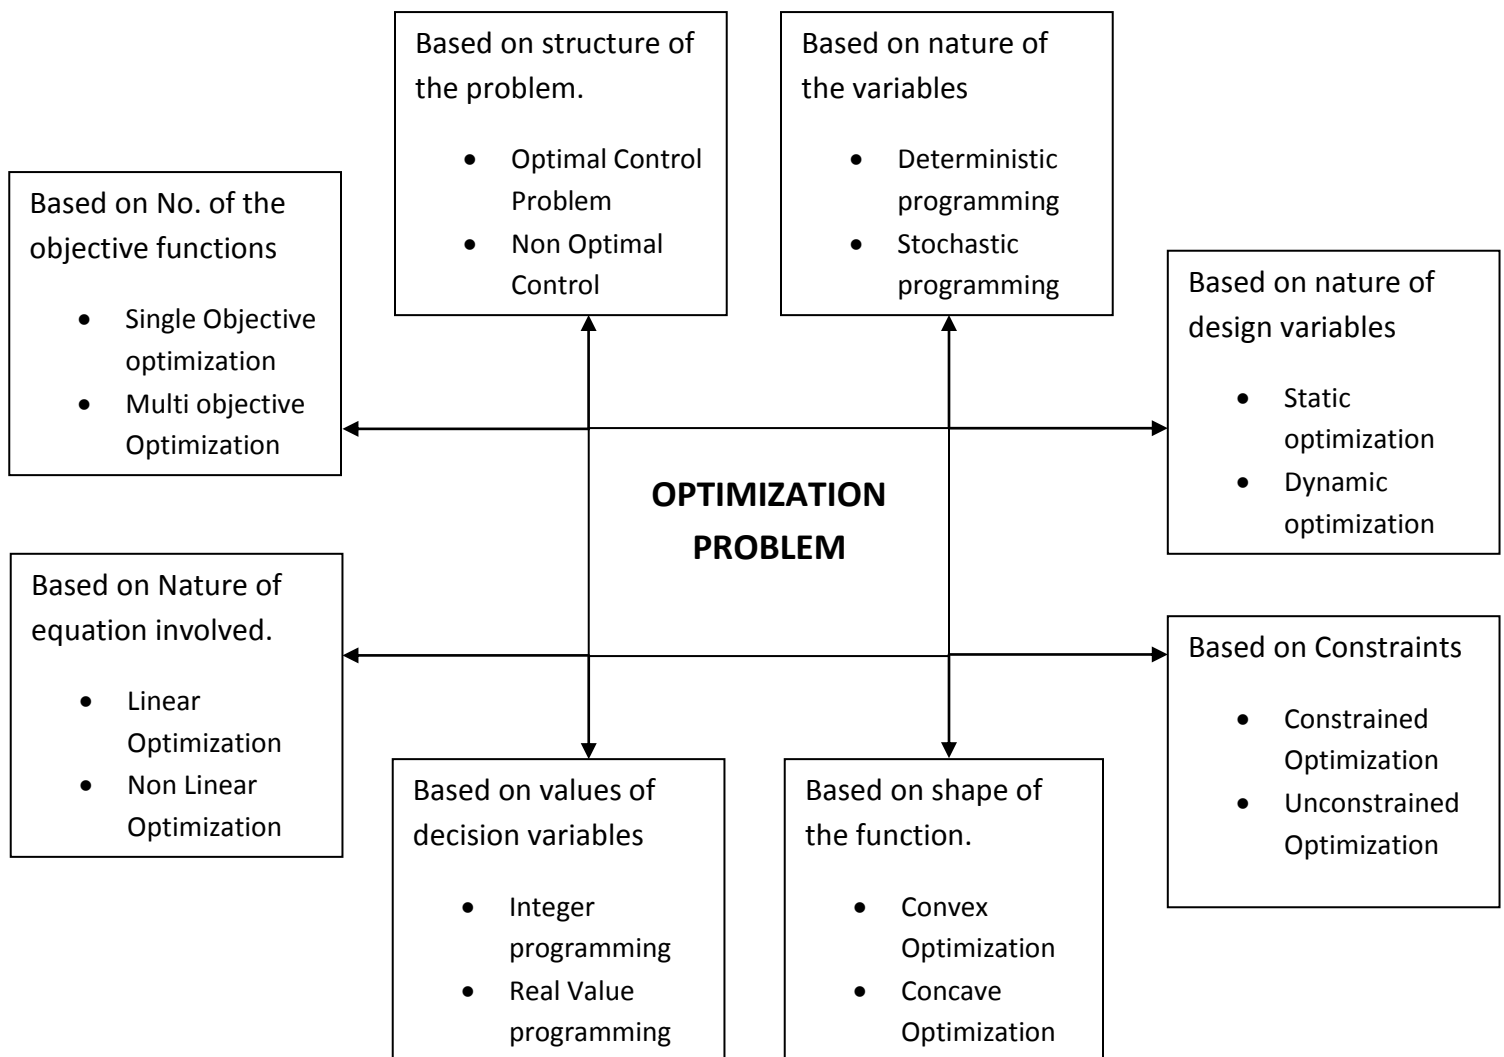 Based on structure of
the problem.
• Optimal Control
Problem
• Non Optimal
Control
Based on nature of
the variables
• Deterministic
programming
• Stochastic
programming
Based on No. of the
objective functions
• Single Objective
optimization
• Multi objective
Optimization
Based on nature of
design variables
• Static
optimization
• Dynamic
optimization
OPTIMIZATION
PROBLEM
Based on Nature of
equation involved.
• Linear
Optimization
• Non Linear
Optimization
Based on Constraints
• Constrained
Optimization
• Unconstrained
Optimization
Based on values of
decision variables
• Integer
programming
• Real Value
programming
Based on shape of
the function.
• Convex
Optimization
• Concave
Optimization